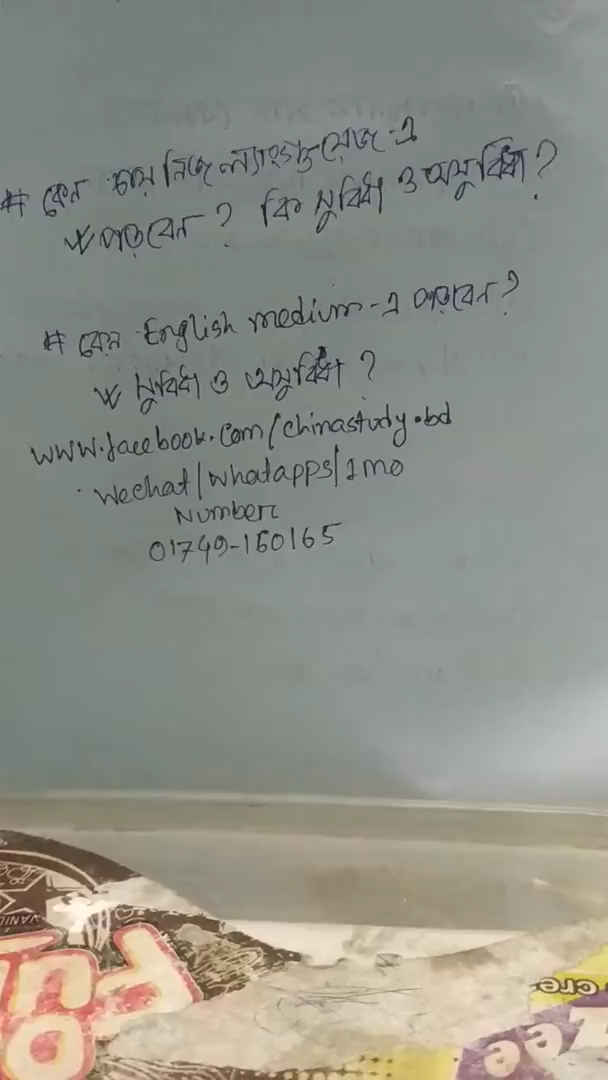 # কেন চায়নিজ ল্যাংগুয়েজ-এ
পড়বেন ? কি সুবিধা ও অসুবিধা ?
# কেন English medium-এ পড়বেন ?
সুবিধা ও অসুবিধা ?
www.facebook.com/chinastudy.bd
Wechat/whatapps/imo
Number
01749-160165